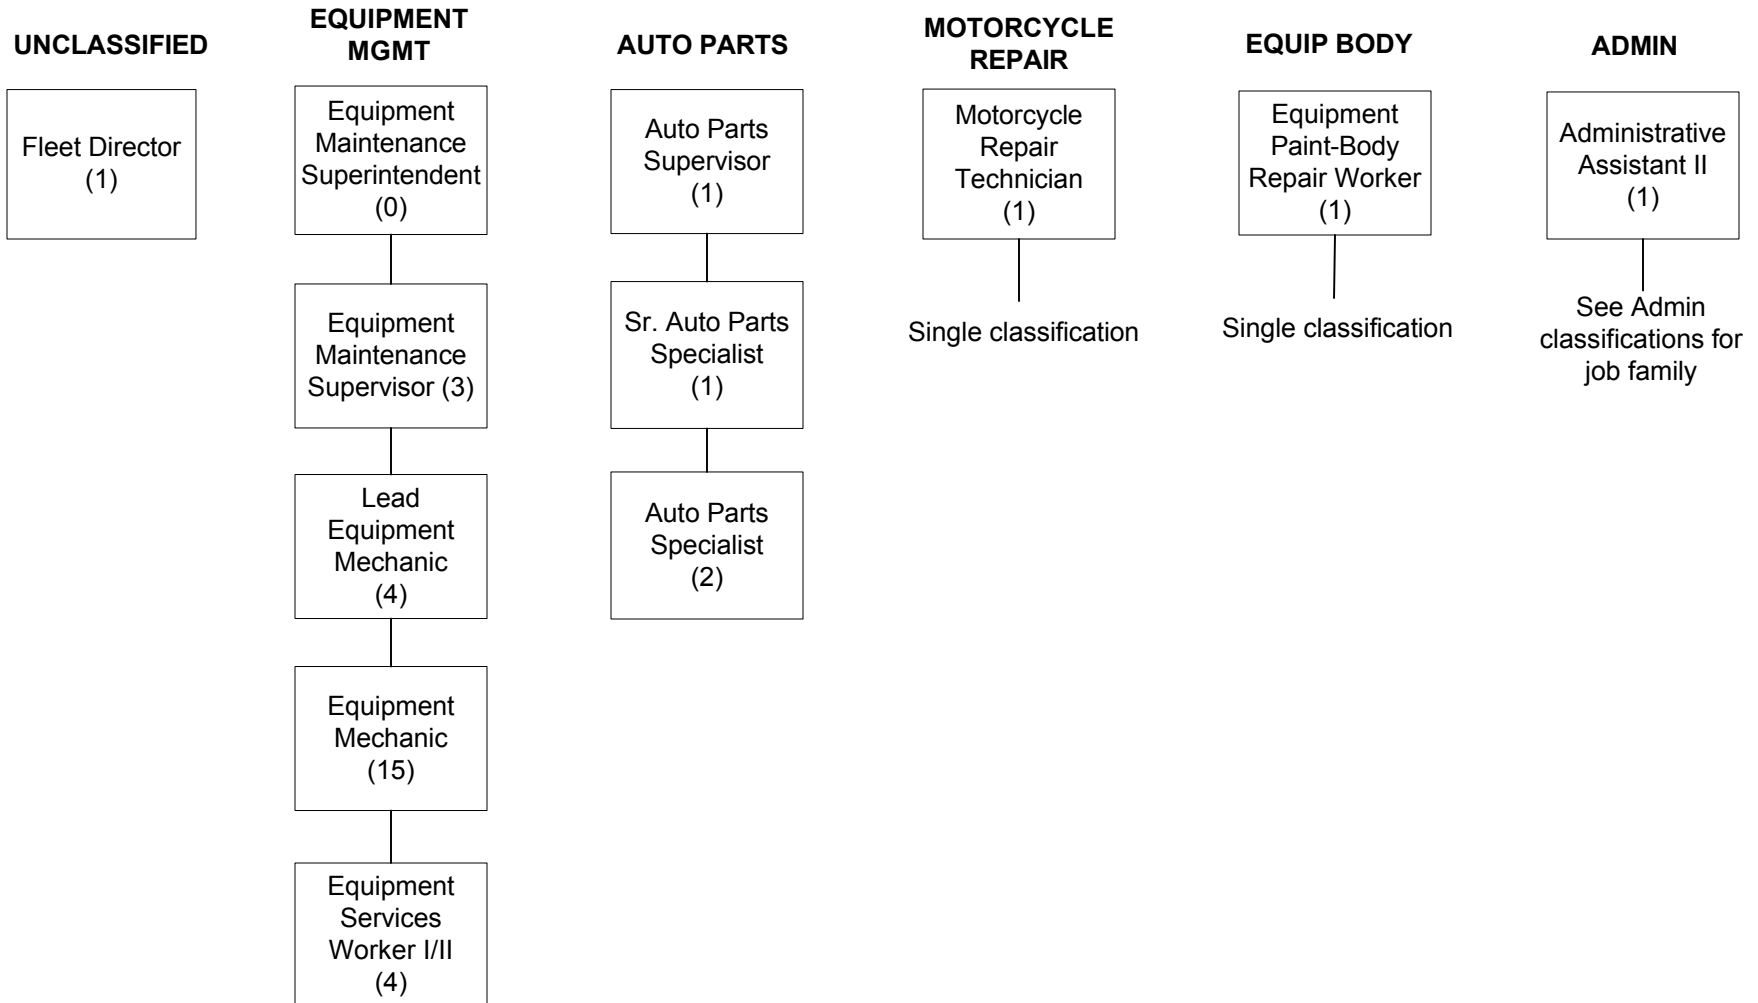 UNCLASSIFIED
Fleet Director
(1)
EQUIPMENT
MGMT
Equipment
Maintenance
Superintendent
(0)
Equipment
Maintenance
Supervisor (3)
Lead
Equipment
Mechanic
(4)
Equipment
Mechanic
(15)
Equipment
Services
Worker I/II
(4)
AUTO PARTS
Auto Parts
Supervisor
(1)
Sr. Auto Parts
Specialist
(1)
Auto Parts
Specialist
(2)
MOTORCYCLE
REPAIR
Motorcycle
Repair
Technician
(1)
Single classification
EQUIP BODY
Equipment
Paint-Body
Repair Worker
(1)
Single classification
ADMIN
Administrative
Assistant II
(1)
See Admin
classifications for
job family